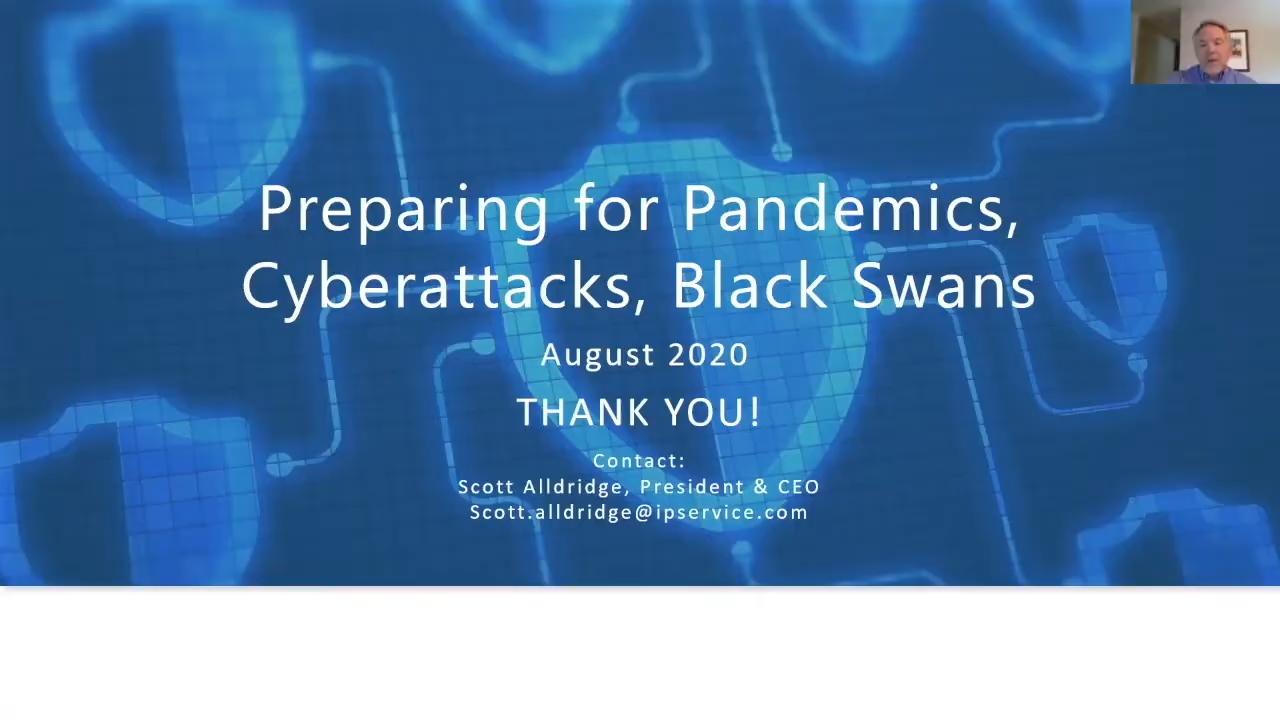 Preparing for Pandemics,
Cyberattacks, Black Swans
August 2020
THANK YOU!
Contact:
Scott Alldridge, President & CEO
Scott.alldridge@ipservice.com